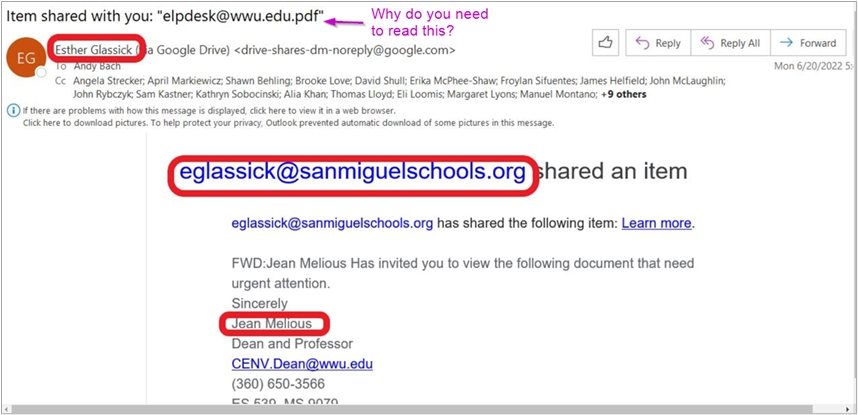 Item shared with you: "elpdesk@wwu.edu.pdf"
Why do you need
to read this?
EG
Esther Glassick (via Google Drive) <drive-shares-dm-noreply@google.com>
To Andy Bach
Cc Angela Strecker; April Markiewicz; Shawn Behling; Brooke Love; David Shull; Erika McPhee-Shaw; Froylan Sifuentes; James Helfield; John McLaughlin;
John Rybczyk; Sam Kastner; Kathryn Sobocinski; Alia Khan; Thomas Lloyd; Eli Loomis; Margaret Lyons; Manuel Montano; +9 others
Reply
Reply All
Forward
Mon 6/20/2022 5:
If there are problems with how this message is displayed, click here to view it in a web browser.
Click here to download pictures. To help protect your privacy, Outlook prevented automatic download of some pictures in this message.
eglassick@sanmiguelschools.org shared an item
eglassick@sanmiguelschools.org has shared the following item: Learn more.
FWD:Jean Melious Has invited you to view the following document that need
urgent attention.
Sincerely
Jean Melious
Dean and Professor
CENV.Dean@wwu.edu
(360) 650-3566
ES 539, MS 9079